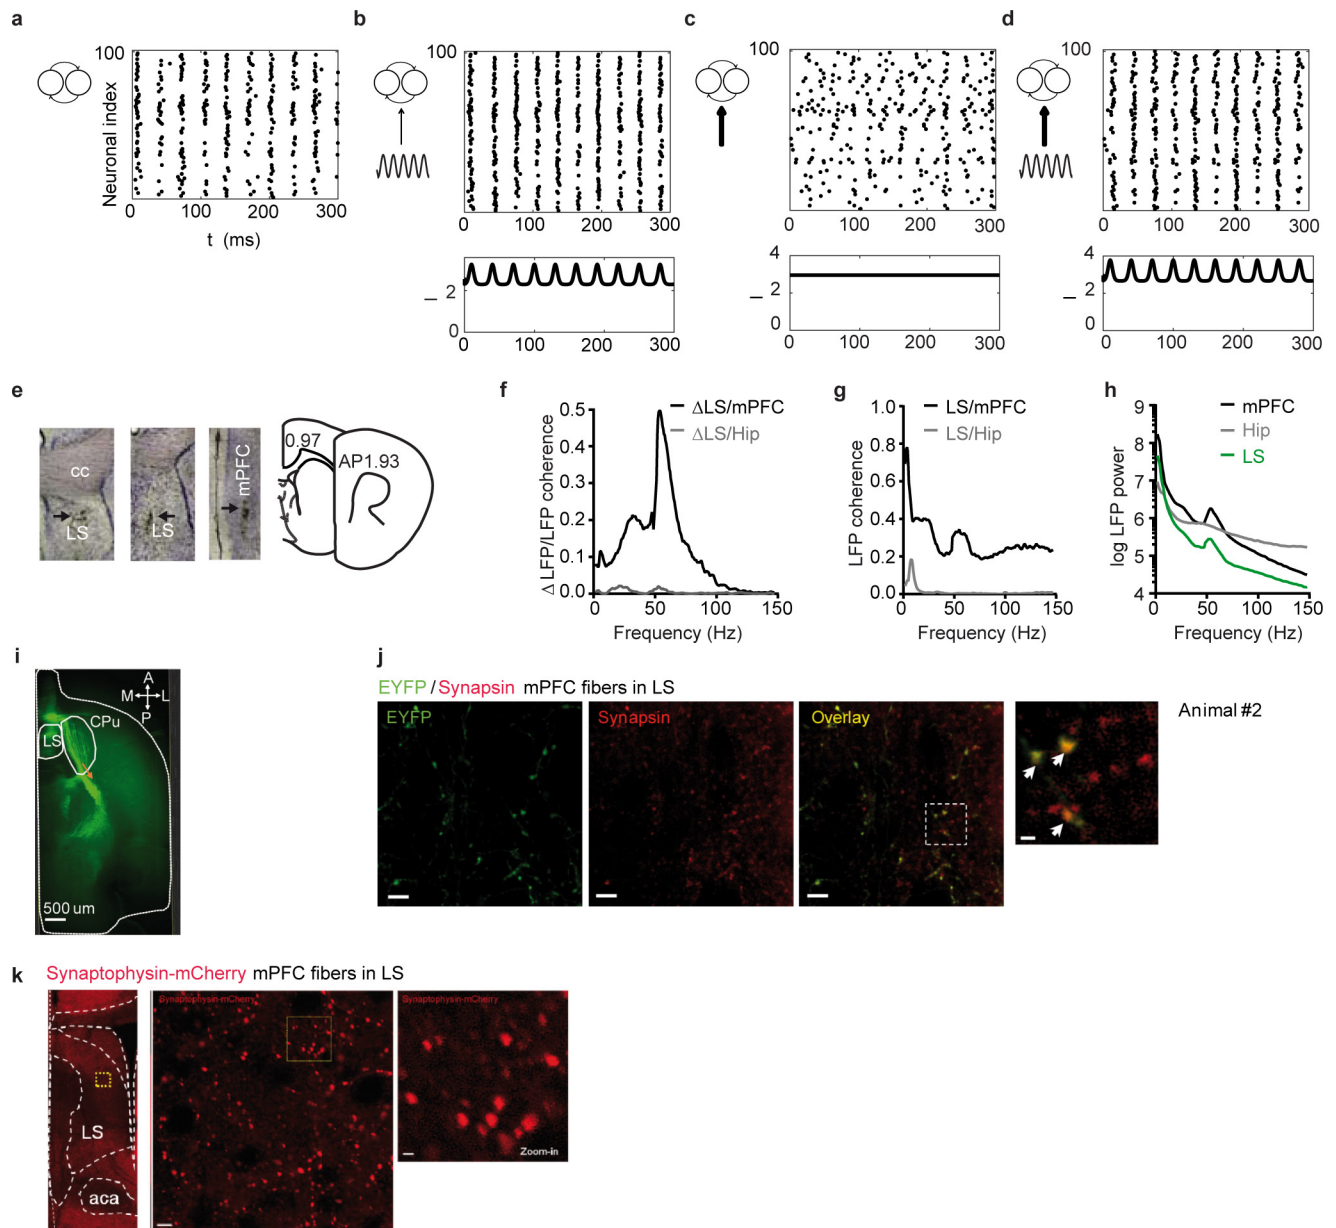 a
b
c
d
100
Neuronal index
0 100 200 300
t (ms)
100
0 100 200 300
I
2
0
0 100 200 300
100
0 100 200 300
I
4
2
0
0 100 200 300
100
0 100 200 300
I
4
2
0
0 100 200 300
e
cc
LS
LS
mPFC
0.97
AP1.93
f
ΔLFP/LFP coherence
0.5
0.4
0.3
0.2
0.1
0.0
0 50 100 150
Frequency (Hz)
ΔLS/mPFC
ΔLS/Hip
g
LFP coherence
1.0
0.8
0.6
0.4
0.2
0.0
0 50 100 150
Frequency (Hz)
LS/mPFC
LS/Hip
h
log LFP power
9
8
7
6
5
4
0 50 100 150
Frequency (Hz)
mPFC
Hip
LS
i
A
M L
P
CPu
LS
500 um
j
EYFP / Synapsin mPFC fibers in LS
EYFP
Synapsin
Overlay
Animal #2
k
Synaptophysin-mCherry mPFC fibers in LS
LS
aca
Synaptophysin-mCherry
Synaptophysin-mCherry
Zoom-in